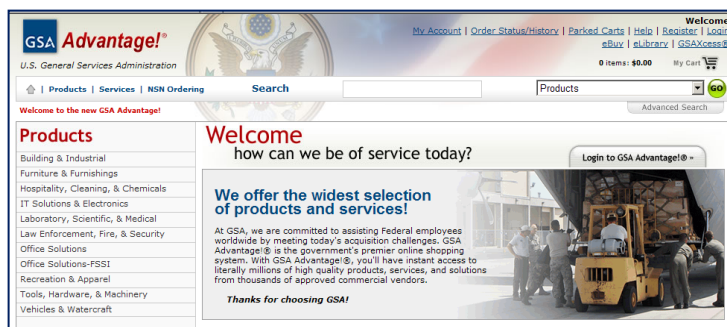 Welcome
My Account | Order Status/History | Parked Carts | Help | Register | Login
eBuy | eLibrary | GSAXcess®
GSA Advantage!®
U.S. General Services Administration
0 items: $0.00 My Cart
| Products | Services | NSN Ordering
Search
Products
GO
Welcome to the new GSA Advantage!
Advanced Search
Products
Building & Industrial
Furniture & Furnishings
Hospitality, Cleaning, & Chemicals
IT Solutions & Electronics
Laboratory, Scientific, & Medical
Law Enforcement, Fire, & Security
Office Solutions
Office Solutions-FSSI
Recreation & Apparel
Tools, Hardware, & Machinery
Vehicles & Watercraft
Welcome
how can we be of service today?
Login to GSA Advantage!® »
We offer the widest selection
of products and services!
At GSA, we are committed to assisting Federal employees
worldwide by meeting today's acquisition challenges. GSA
Advantage!® is the government's premier online shopping
system. With GSA Advantage!®, you'll have instant access to
literally millions of high quality products, services, and solutions
from thousands of approved commercial vendors.
Thanks for choosing GSA!